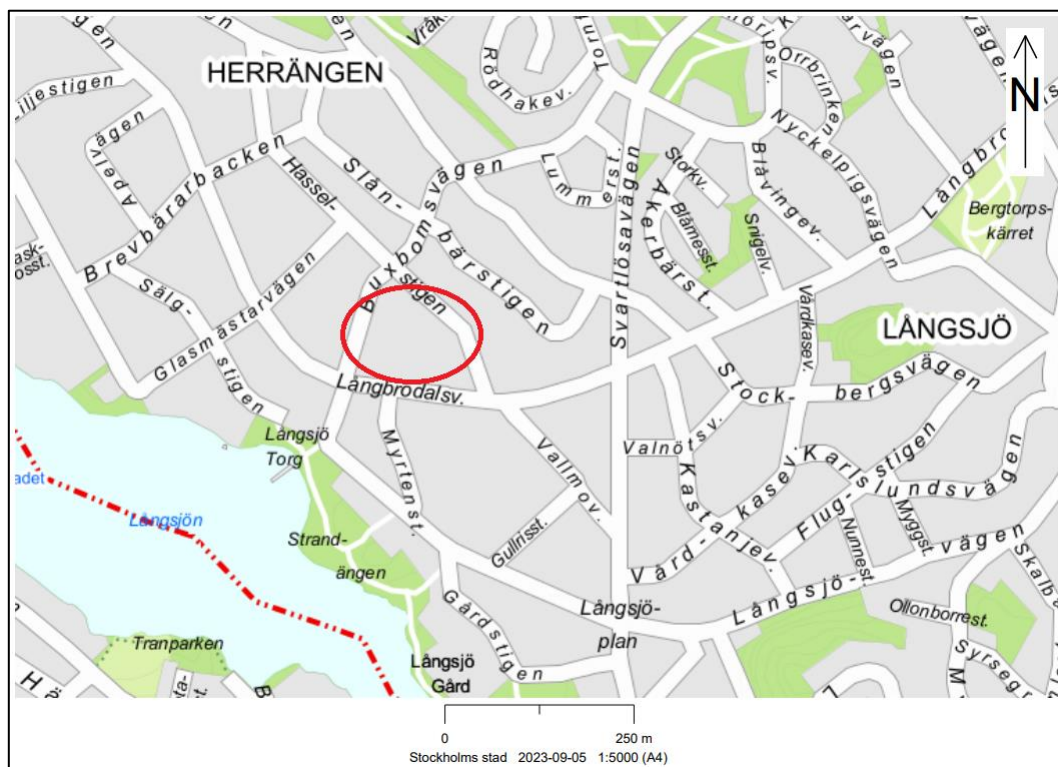 HERRÄNGEN
N
Liljestigen
Apelvägen
Brevbärarbacken
Hassel-
stigen
Slån-
bärstigen
Buxbomsvägen
Rödhakev.
Lummerst.
Svartlösavägen
Storkv.
Åkerbärst.
Blåmesst.
Snigelv.
Blåvingev.
Nyckelpigsvägen
Bergtorps-
kärret
Sälg-
stigen
Glasmästarvägen
Långbrodalsv.
Vårdkasev.
LÅNGSJÖ
Stock-
bergsvägen
Långsjö
Torg
Myrtenst.
Vallmov.
Valnötsv.
Kastanjev.
Vård-
kasev.
Karlslundsvägen
Flug-
stigen
Myggst.
Nunnest.
Gullrisst.
Långsjön
Strand-
ängen
Gårdstigen
Långsjö-
plan
Långsjö-
vägen
Ollonborrest.
Tranparken
Långsjö
Gård
0
250 m
Stockholms stad 2023-09-05 1:5000 (A4)